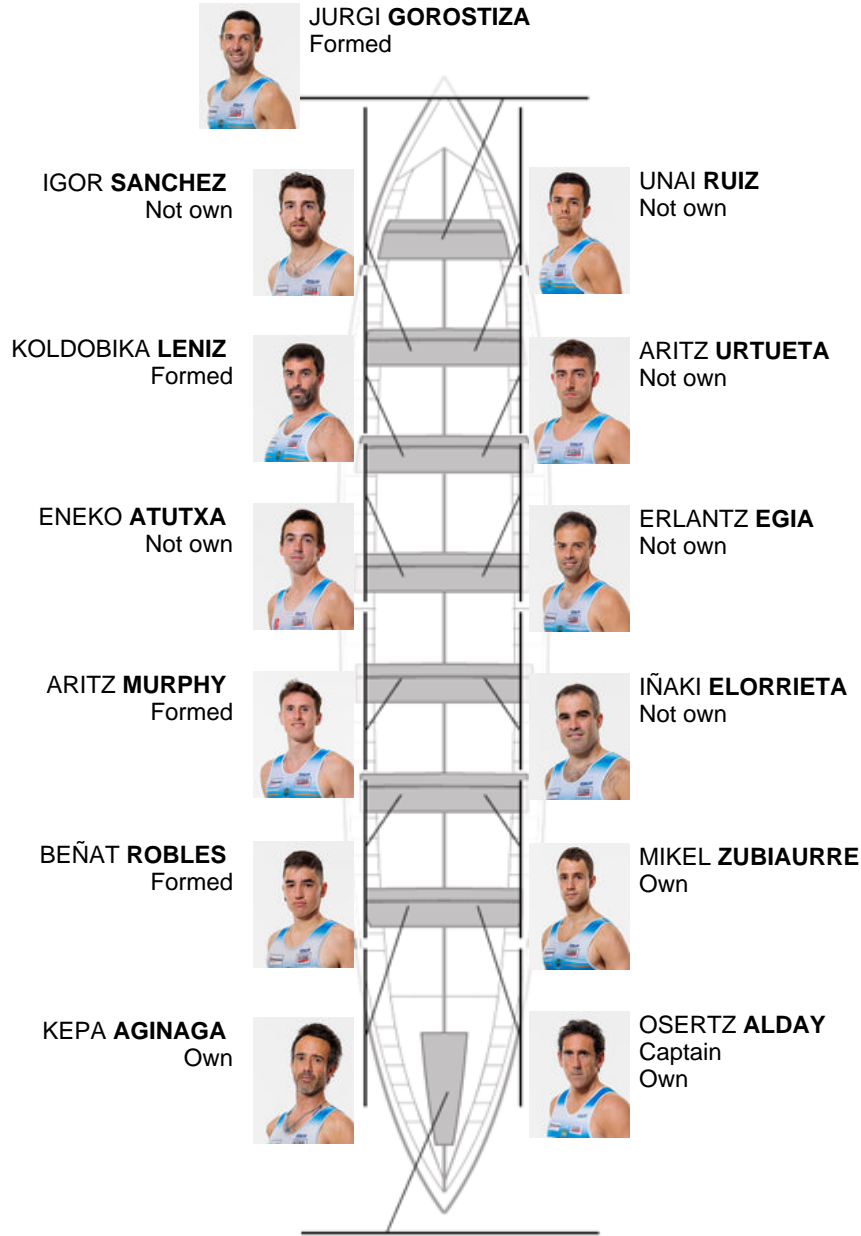 JURGI GOROSTIZA
Formed
IGOR SANCHEZ
Not own
UNAI RUIZ
Not own
KOLDOBIKA LENIZ
Formed
ARITZ URTUETA
Not own
ENEKO ATUTXA
Not own
ERLANTZ EGIA
Not own
ARITZ MURPHY
Formed
IÑAKI ELORRIETA
Not own
BEÑAT ROBLES
Formed
MIKEL ZUBIAURRE
Own
KEPA AGINAGA
Own
OSERTZ ALDAY
Captain
Own